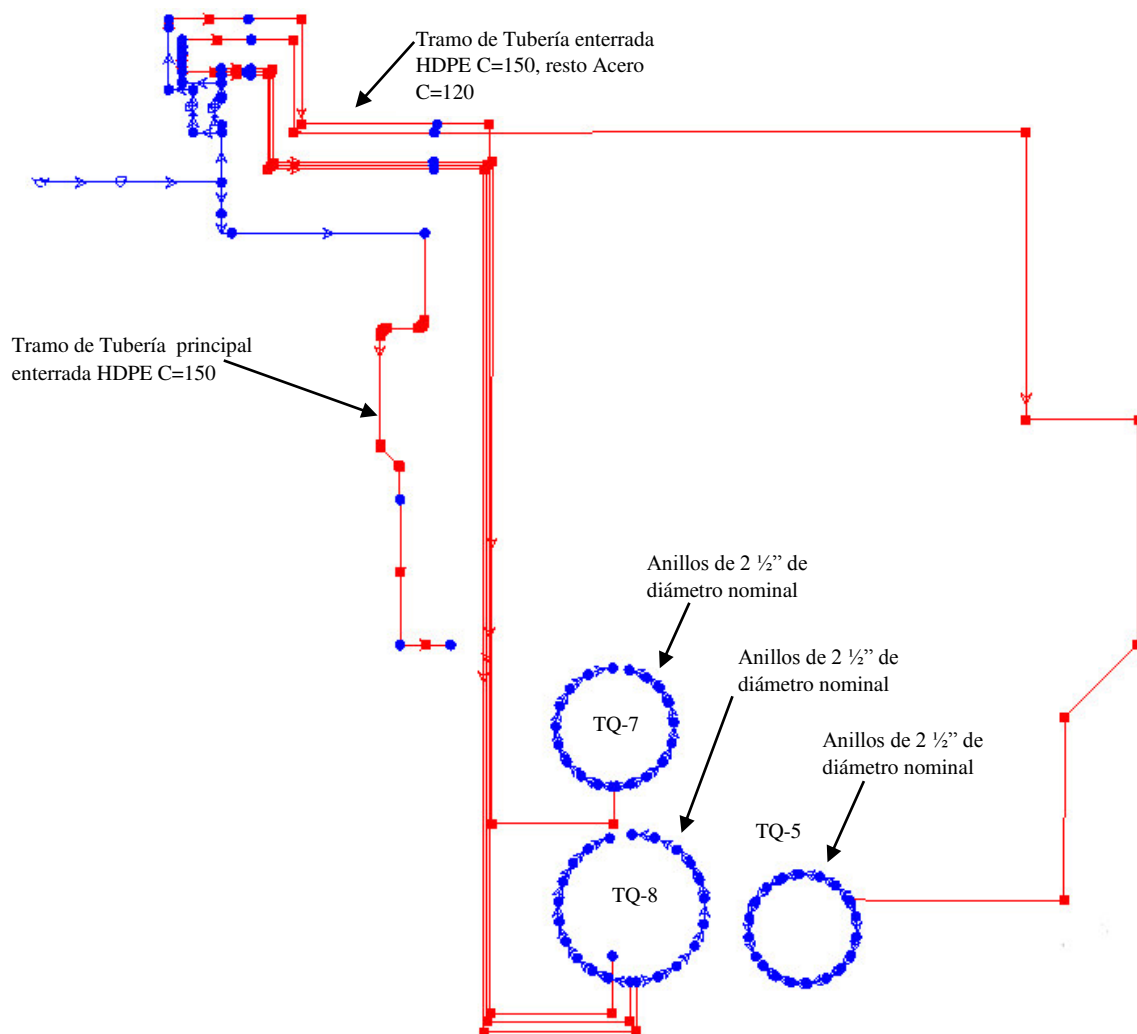 Tramo de Tubería enterrada
HDPE C=150, resto Acero
C=120
Tramo de Tubería principal
enterrada HDPE C=150
Anillos de 2 ½” de
diámetro nominal
Anillos de 2 ½” de
diámetro nominal
Anillos de 2 ½” de
diámetro nominal
TQ-7
TQ-5
TQ-8